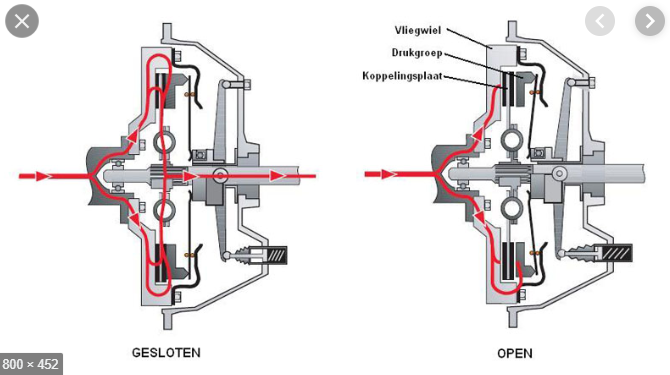 Vliegwiel
Drukgroep
Koppelingsplaat
GESLOTEN
OPEN
800 × 452